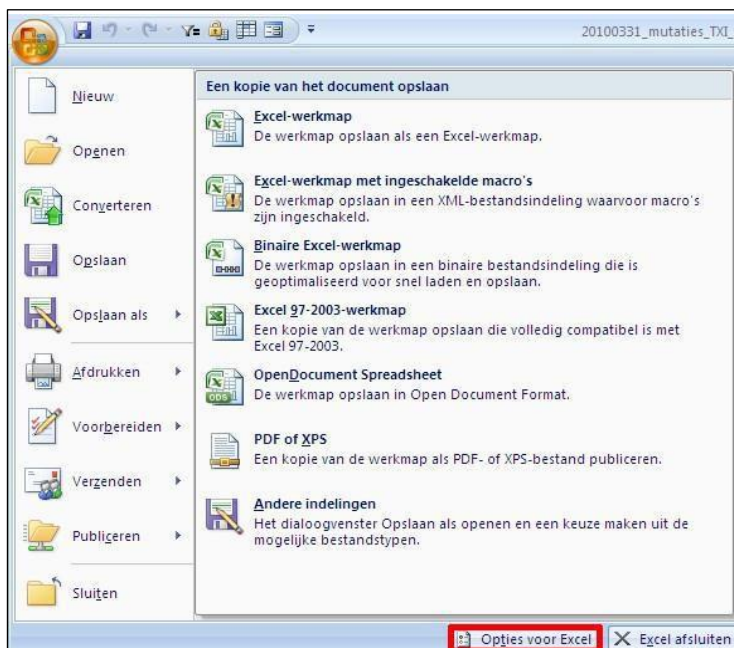 20100331_mutaties_TXI_
Nieuw
Openen
Converteren
Opslaan
Opslaan als
Afdrukken
Voorbereiden
Verzenden
Publiceren
Sluiten
Een kopie van het document opslaan
Excel-werkmap
De werkmap opslaan als een Excel-werkmap.
Excel-werkmap met ingeschakelde macro's
De werkmap opslaan in een XML-bestandsindeling waarvoor macro's
zijn ingeschakeld.
Binaire Excel-werkmap
De werkmap opslaan in een binaire bestandsindeling die is
geoptimaliseerd voor snel laden en opslaan.
Excel 97-2003-werkmap
Een kopie van de werkmap opslaan die volledig compatibel is met
Excel 97-2003.
OpenDocument Spreadsheet
De werkmap opslaan in Open Document Format.
PDF of XPS
Een kopie van de werkmap als PDF- of XPS-bestand publiceren.
Andere indelingen
Het dialoogvenster Opslaan als openen en een keuze maken uit de
mogelijke bestandstypen.
Opties voor Excel
Excel afsluiten